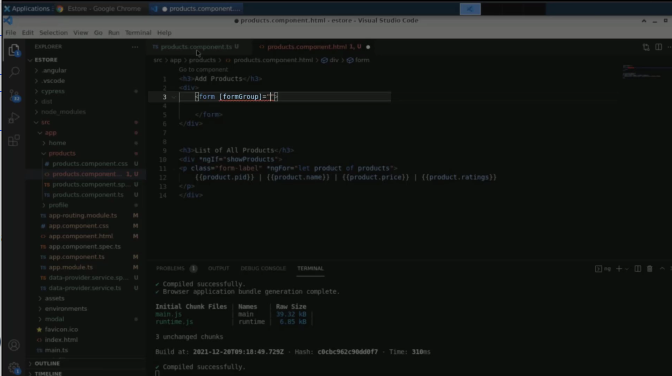 Applications
Estore - Google Chrome
products.component.html...
products.component.html - estore - Visual Studio Code
File Edit Selection View Go Run Terminal Help
EXPLORER
products.component.ts U
products.component.html 1, U
ESTORE
src > app > products > products.component.html > div > form
.angular
.vscode
cypress
dist
node_modules
src
app
home
products
products.component.css U
products.component... 1, U
products.component.sp... U
products.component.ts U
profile
app-routing.module.ts M
app.component.css M
app.component.html M
app.component.spec.ts
app.component.ts M
app.module.ts M
data-provider.service.sp... U
data-provider.service.ts U
assets
environments
modal
favicon.ico
index.html
main.ts
OUTLINE
TIMELINE
Go to component
1 <h3>Add Products</h3>
2 <div>
3 <form [formGroup]="">
4
5 </form>
6 </div>
7
8
9 <h3>List of All Products</h3>
10 <div *ngIf="showProducts">
11 <p class="form-label" *ngFor="let product of products">
12 {{product.pid}} | {{product.name}} | {{product.price}} | {{product.ratings}}
13 </p>
14 </div>
PROBLEMS 1 OUTPUT DEBUG CONSOLE TERMINAL
✔ Compiled successfully.
✔ Browser application bundle generation complete.
Initial Chunk Files | Names | Raw Size
main.js | main | 39.32 kB |
runtime.js | runtime | 6.85 kB |
3 unchanged chunks
Build at: 2021-12-28T09:18:49.729Z - Hash: c0cbc962c90dd0f7 - Time: 310ms
✔ Compiled successfully.